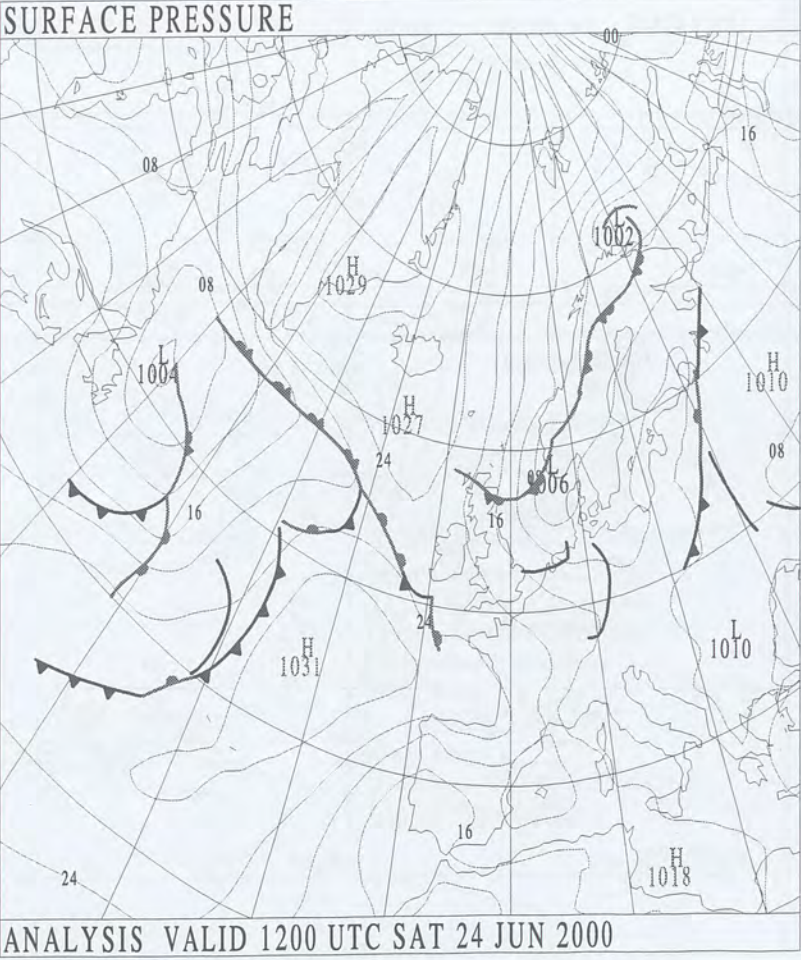 SURFACE PRESSURE
00
16
08
L
1002
H
1029
08
L
1004
H
1010
H
1027
24
08
L
1006
16
16
24
H
1031
L
1010
16
H
1018
24
ANALYSIS VALID 1200 UTC SAT 24 JUN 2000